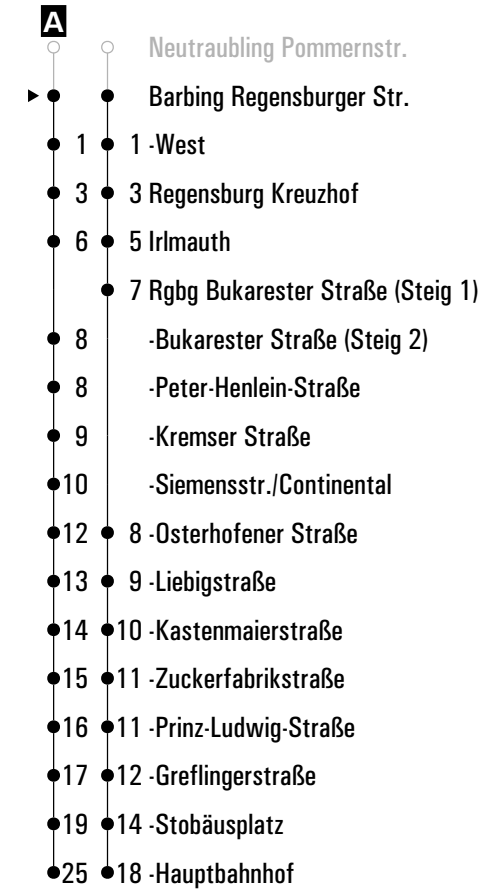 A
Neutraubling Pommernstr.
Barbing Regensburger Str.
1 1 -West
3 3 Regensburg Kreuzhof
6 5 Irlmauth
7 Rgbg Bukarester Straße (Steig 1)
8 -Bukarester Straße (Steig 2)
8 -Peter-Henlein-Straße
9 -Kremser Straße
10 -Siemensstr./Continental
12 8 -Osterhofener Straße
13 9 -Liebigstraße
14 10 -Kastenmaierstraße
15 11 -Zuckerfabrikstraße
16 11 -Prinz-Ludwig-Straße
17 12 -Greflingerstraße
19 14 -Stobäusplatz
25 18 -Hauptbahnhof